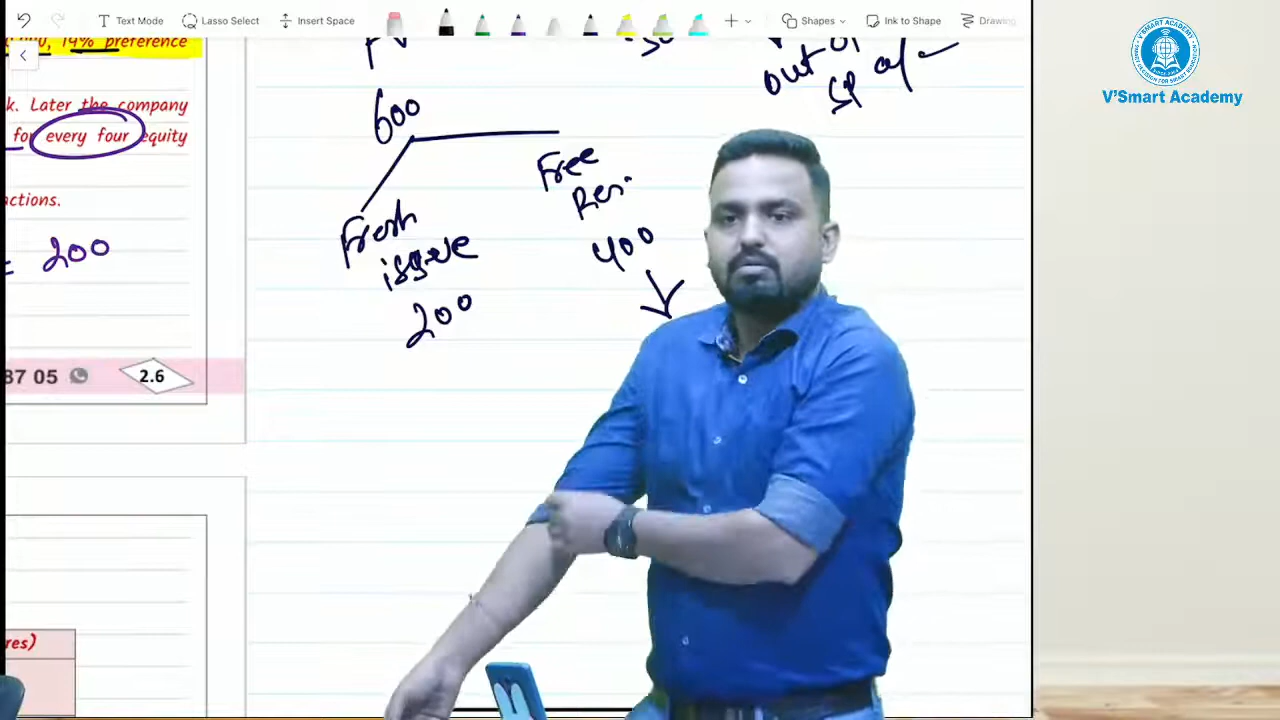 Text Mode
Lasso Select
Insert Space
Shapes
Ink to Shape
Drawing
14% preference
k. Later the company
for every four equity
actions.
= 200
37 05
2.6
res)
FV
600
Fresh
issue
200
Free
Res.
400
out of
SP a/c
V'Smart Academy